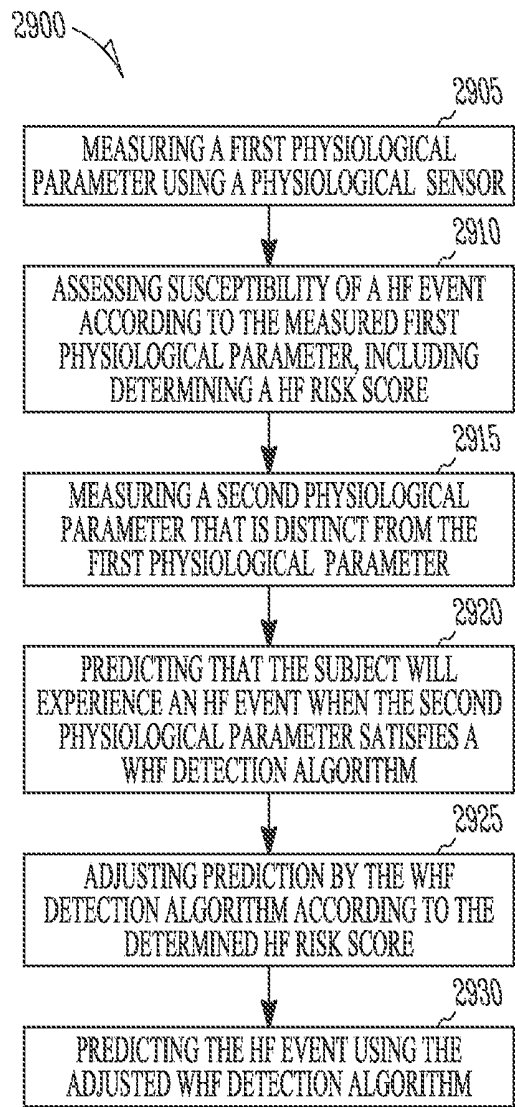 2900
2905
MEASURING A FIRST PHYSIOLOGICAL
PARAMETER USING A PHYSIOLOGICAL SENSOR
2910
ASSESSING SUSCEPTIBILITY OF A HF EVENT
ACCORDING TO THE MEASURED FIRST
PHYSIOLOGICAL PARAMETER, INCLUDING
DETERMINING A HF RISK SCORE
2915
MEASURING A SECOND PHYSIOLOGICAL
PARAMETER THAT IS DISTINCT FROM THE
FIRST PHYSIOLOGICAL PARAMETER
2920
PREDICTING THAT THE SUBJECT WILL
EXPERIENCE AN HF EVENT WHEN THE SECOND
PHYSIOLOGICAL PARAMETER SATISFIES A
WHF DETECTION ALGORITHM
2925
ADJUSTING PREDICTION BY THE WHF
DETECTION ALGORITHM ACCORDING TO THE
DETERMINED HF RISK SCORE
2930
PREDICTING THE HF EVENT USING THE
ADJUSTED WHF DETECTION ALGORITHM